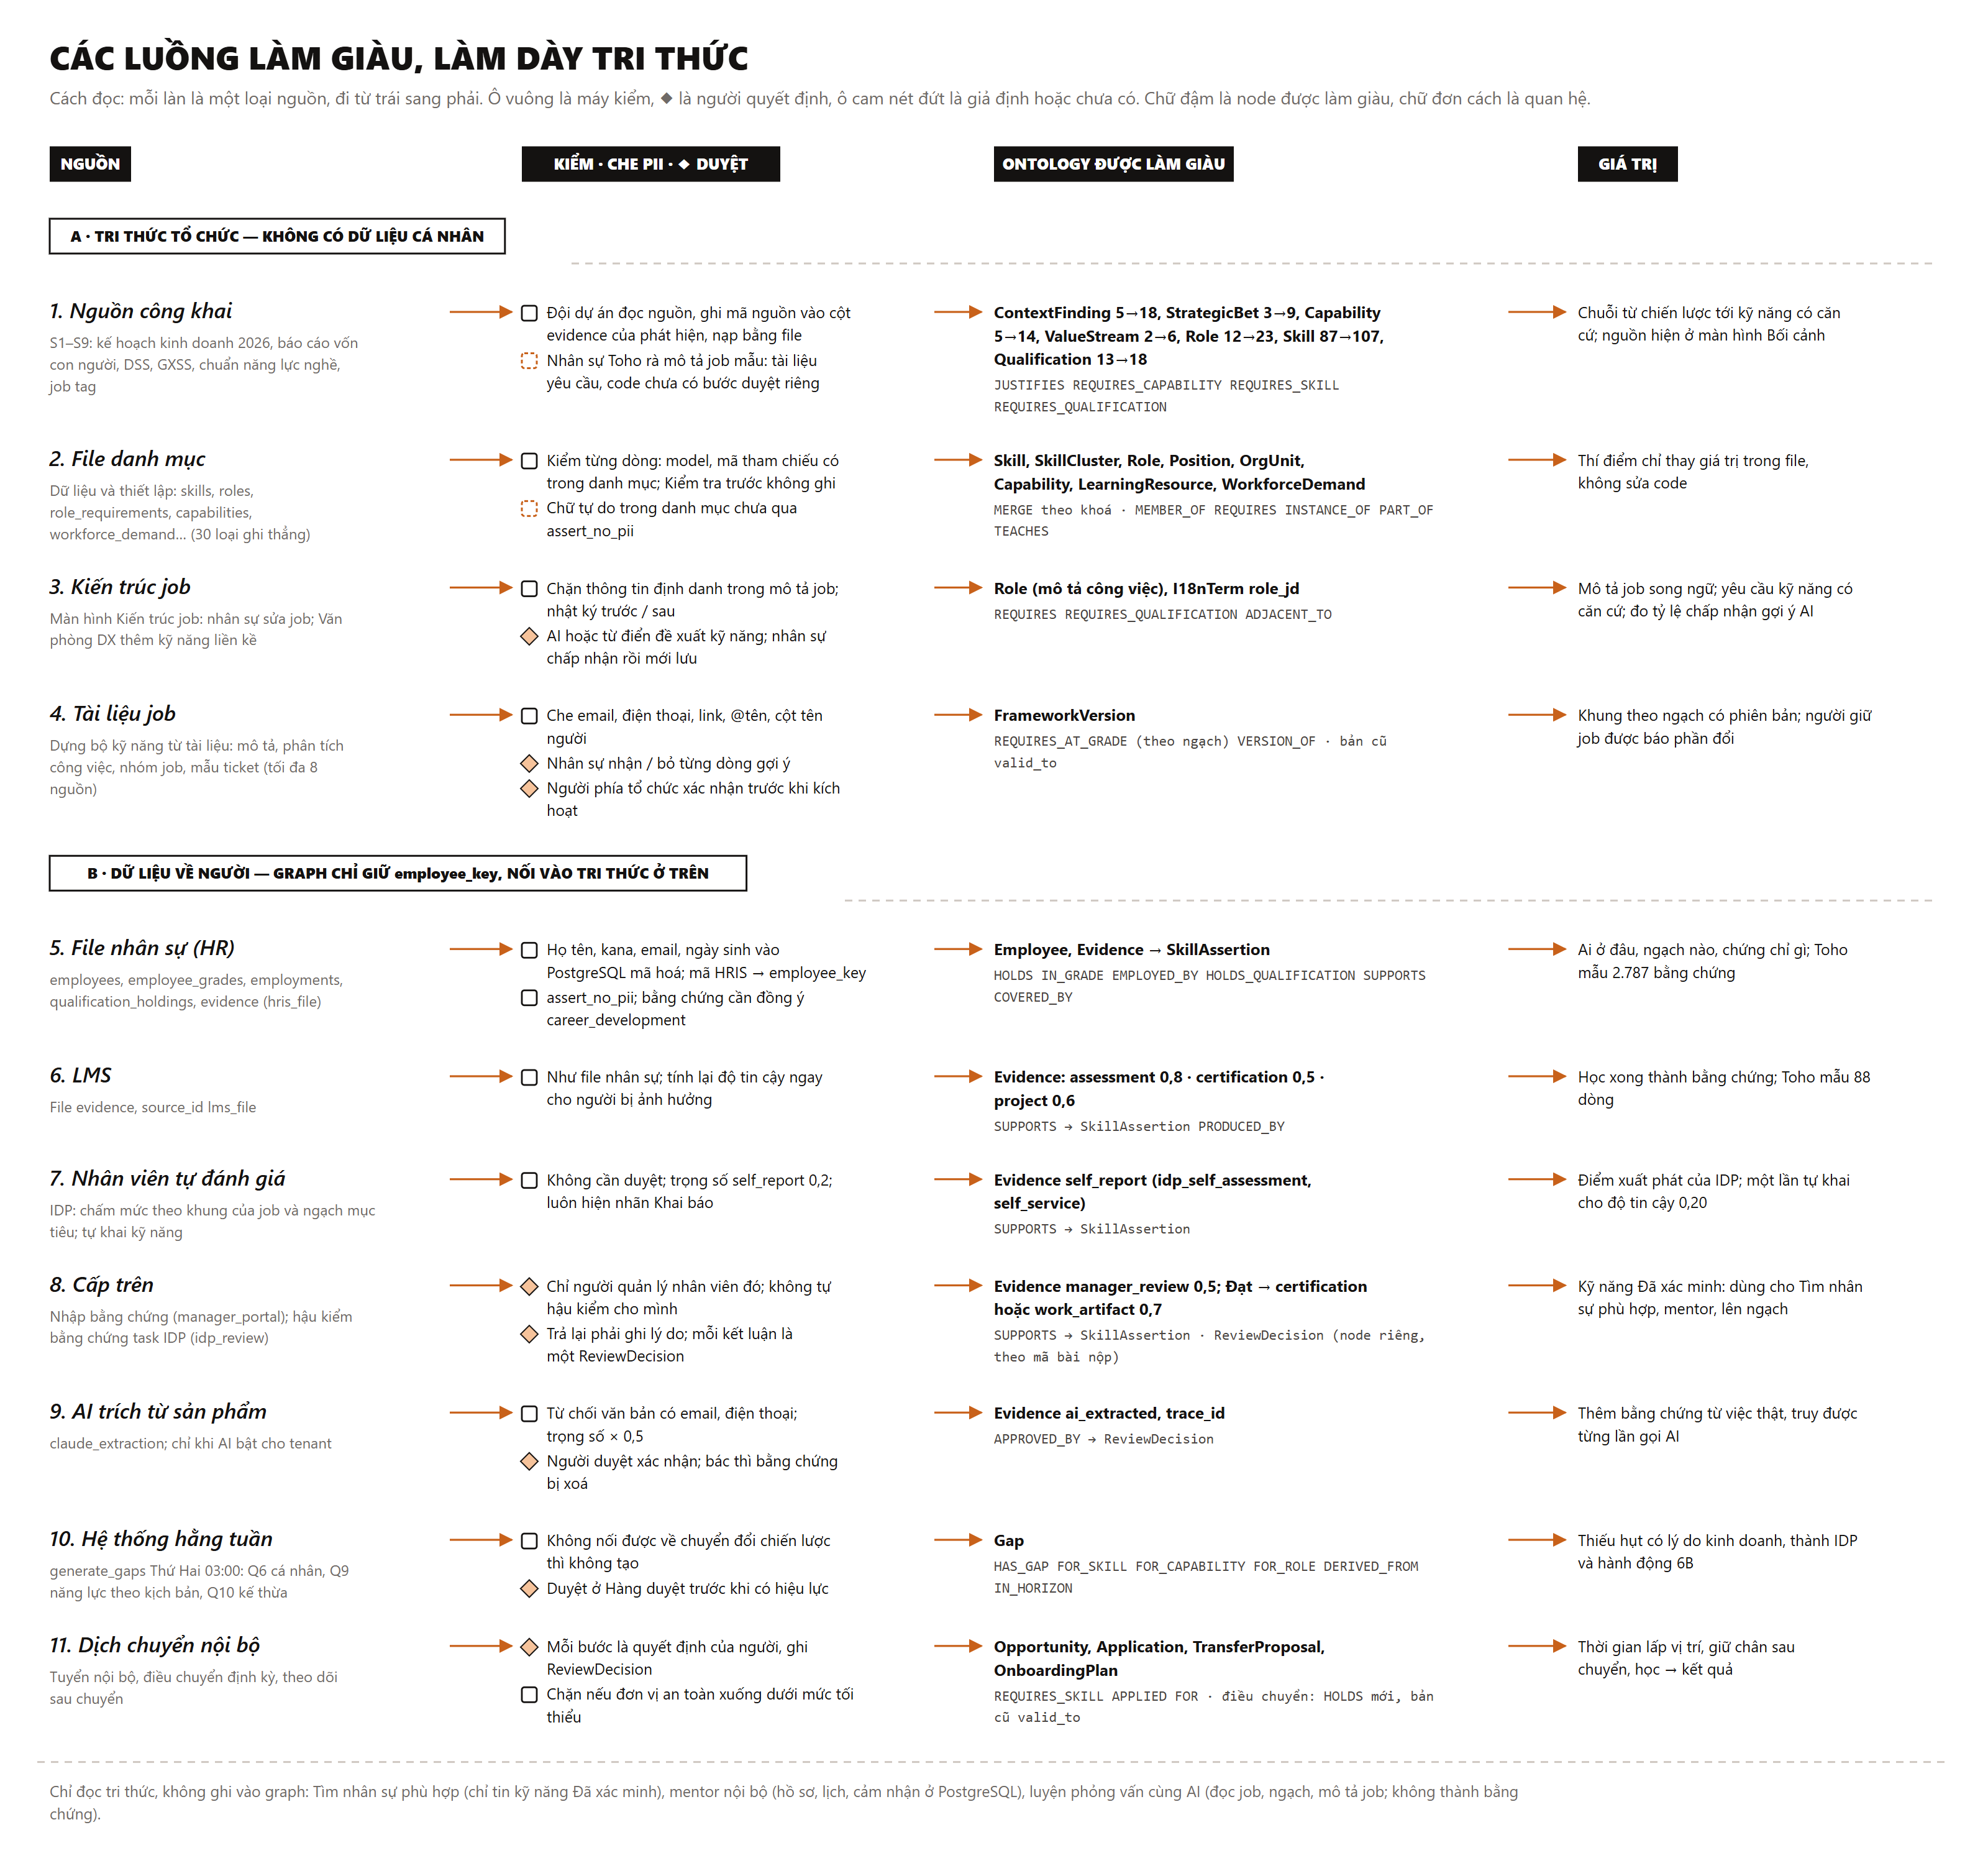 CÁC LUỒNG LÀM GIÀU, LÀM DÀY TRI THỨC
Cách đọc: mỗi làn là một loại nguồn, đi từ trái sang phải. Ô vuông là máy kiểm, ◆ là người quyết định, ô cam nét đứt là giả định hoặc chưa có. Chữ đậm là node được làm giàu, chữ đơn cách là quan hệ.
NGUỒN
KIỂM · CHE PII · ◆ DUYỆT
ONTOLOGY ĐƯỢC LÀM GIÀU
GIÁ TRỊ
A · TRI THỨC TỔ CHỨC — KHÔNG CÓ DỮ LIỆU CÁ NHÂN
1. Nguồn công khai
S1–S9: kế hoạch kinh doanh 2026, báo cáo vốn
con người, DSS, GXSS, chuẩn năng lực nghề,
job tag
Đội dự án đọc nguồn, ghi mã nguồn vào cột
evidence của phát hiện, nạp bằng file
Nhân sự Toho rà mô tả job mẫu: tài liệu
yêu cầu, code chưa có bước duyệt riêng
ContextFinding 5→18, StrategicBet 3→9, Capability
5→14, ValueStream 2→6, Role 12→23, Skill 87→107,
Qualification 13→18
JUSTIFIES REQUIRES_CAPABILITY REQUIRES_SKILL
REQUIRES_QUALIFICATION
Chuỗi từ chiến lược tới kỹ năng có căn
cứ; nguồn hiện ở màn hình Bối cảnh
2. File danh mục
Dữ liệu và thiết lập: skills, roles,
role_requirements, capabilities,
workforce_demand... (30 loại ghi thẳng)
Kiểm từng dòng: model, mã tham chiếu có
trong danh mục; Kiểm tra trước không ghi
Chữ tự do trong danh mục chưa qua
assert_no_pii
Skill, SkillCluster, Role, Position, OrgUnit,
Capability, LearningResource, WorkforceDemand
MERGE theo khoá · MEMBER_OF REQUIRES INSTANCE_OF PART_OF
TEACHES
Thí điểm chỉ thay giá trị trong file,
không sửa code
3. Kiến trúc job
Màn hình Kiến trúc job: nhân sự sửa job; Văn
phòng DX thêm kỹ năng liền kề
Chặn thông tin định danh trong mô tả job;
nhật ký trước / sau
AI hoặc từ điển đề xuất kỹ năng; nhân sự
chấp nhận rồi mới lưu
Role (mô tả công việc), I18nTerm role_jd
REQUIRES REQUIRES_QUALIFICATION ADJACENT_TO
Mô tả job song ngữ; yêu cầu kỹ năng có
căn cứ; đo tỷ lệ chấp nhận gợi ý AI
4. Tài liệu job
Dựng bộ kỹ năng từ tài liệu: mô tả, phân tích
công việc, nhóm job, mẫu ticket (tối đa 8
nguồn)
Che email, điện thoại, link, @tên, cột tên
người
Nhân sự nhận / bỏ từng dòng gợi ý
Người phía tổ chức xác nhận trước khi kích
hoạt
FrameworkVersion
REQUIRES_AT_GRADE (theo ngạch) VERSION_OF · bản cũ
valid_to
Khung theo ngạch có phiên bản; người giữ
job được báo phần đổi
B · DỮ LIỆU VỀ NGƯỜI — GRAPH CHỈ GIỮ employee_key, NỐI VÀO TRI THỨC Ở TRÊN
5. File nhân sự (HR)
employees, employee_grades, employments,
qualification_holdings, evidence (hris_file)
Họ tên, kana, email, ngày sinh vào
PostgreSQL mã hoá; mã HRIS → employee_key
assert_no_pii; bằng chứng cần đồng ý
career_development
Employee, Evidence → SkillAssertion
HOLDS IN_GRADE EMPLOYED_BY HOLDS_QUALIFICATION SUPPORTS
COVERED_BY
Ai ở đâu, ngạch nào, chứng chỉ gì; Toho
mẫu 2.787 bằng chứng
6. LMS
File evidence, source_id lms_file
Như file nhân sự; tính lại độ tin cậy ngay
cho người bị ảnh hưởng
Evidence: assessment 0,8 · certification 0,5 ·
project 0,6
SUPPORTS → SkillAssertion PRODUCED_BY
Học xong thành bằng chứng; Toho mẫu 88
dòng
7. Nhân viên tự đánh giá
IDP: chấm mức theo khung của job và ngạch mục
tiêu; tự khai kỹ năng
Không cần duyệt; trọng số self_report 0,2;
luôn hiện nhãn Khai báo
Evidence self_report (idp_self_assessment,
self_service)
SUPPORTS → SkillAssertion
Điểm xuất phát của IDP; một lần tự khai
cho độ tin cậy 0,20
8. Cấp trên
Nhập bằng chứng (manager_portal); hậu kiểm
bằng chứng task IDP (idp_review)
Chỉ người quản lý nhân viên đó; không tự
hậu kiểm cho mình
Trả lại phải ghi lý do; mỗi kết luận là
một ReviewDecision
Evidence manager_review 0,5; Đạt → certification
hoặc work_artifact 0,7
SUPPORTS → SkillAssertion · ReviewDecision (node riêng,
theo mã bài nộp)
Kỹ năng Đã xác minh: dùng cho Tìm nhân
sự phù hợp, mentor, lên ngạch
9. AI trích từ sản phẩm
claude_extraction; chỉ khi AI bật cho tenant
Từ chối văn bản có email, điện thoại;
trọng số × 0,5
Người duyệt xác nhận; bác thì bằng chứng
bị xoá
Evidence ai_extracted, trace_id
APPROVED_BY → ReviewDecision
Thêm bằng chứng từ việc thật, truy được
từng lần gọi AI
10. Hệ thống hằng tuần
generate_gaps Thứ Hai 03:00: Q6 cá nhân, Q9
năng lực theo kịch bản, Q10 kế thừa
Không nối được về chuyển đổi chiến lược
thì không tạo
Duyệt ở Hàng duyệt trước khi có hiệu lực
Gap
HAS_GAP FOR_SKILL FOR_CAPABILITY FOR_ROLE DERIVED_FROM
IN_HORIZON
Thiếu hụt có lý do kinh doanh, thành IDP
và hành động 6B
11. Dịch chuyển nội bộ
Tuyển nội bộ, điều chuyển định kỳ, theo dõi
sau chuyển
Mỗi bước là quyết định của người, ghi
ReviewDecision
Chặn nếu đơn vị an toàn xuống dưới mức tối
thiểu
Opportunity, Application, TransferProposal,
OnboardingPlan
REQUIRES_SKILL APPLIED FOR · điều chuyển: HOLDS mới, bản
cũ valid_to
Thời gian lấp vị trí, giữ chân sau
chuyển, học → kết quả
Chỉ đọc tri thức, không ghi vào graph: Tìm nhân sự phù hợp (chỉ tin kỹ năng Đã xác minh), mentor nội bộ (hồ sơ, lịch, cảm nhận ở PostgreSQL), luyện phỏng vấn cùng AI (đọc job, ngạch, mô tả job; không thành bằng
chứng).